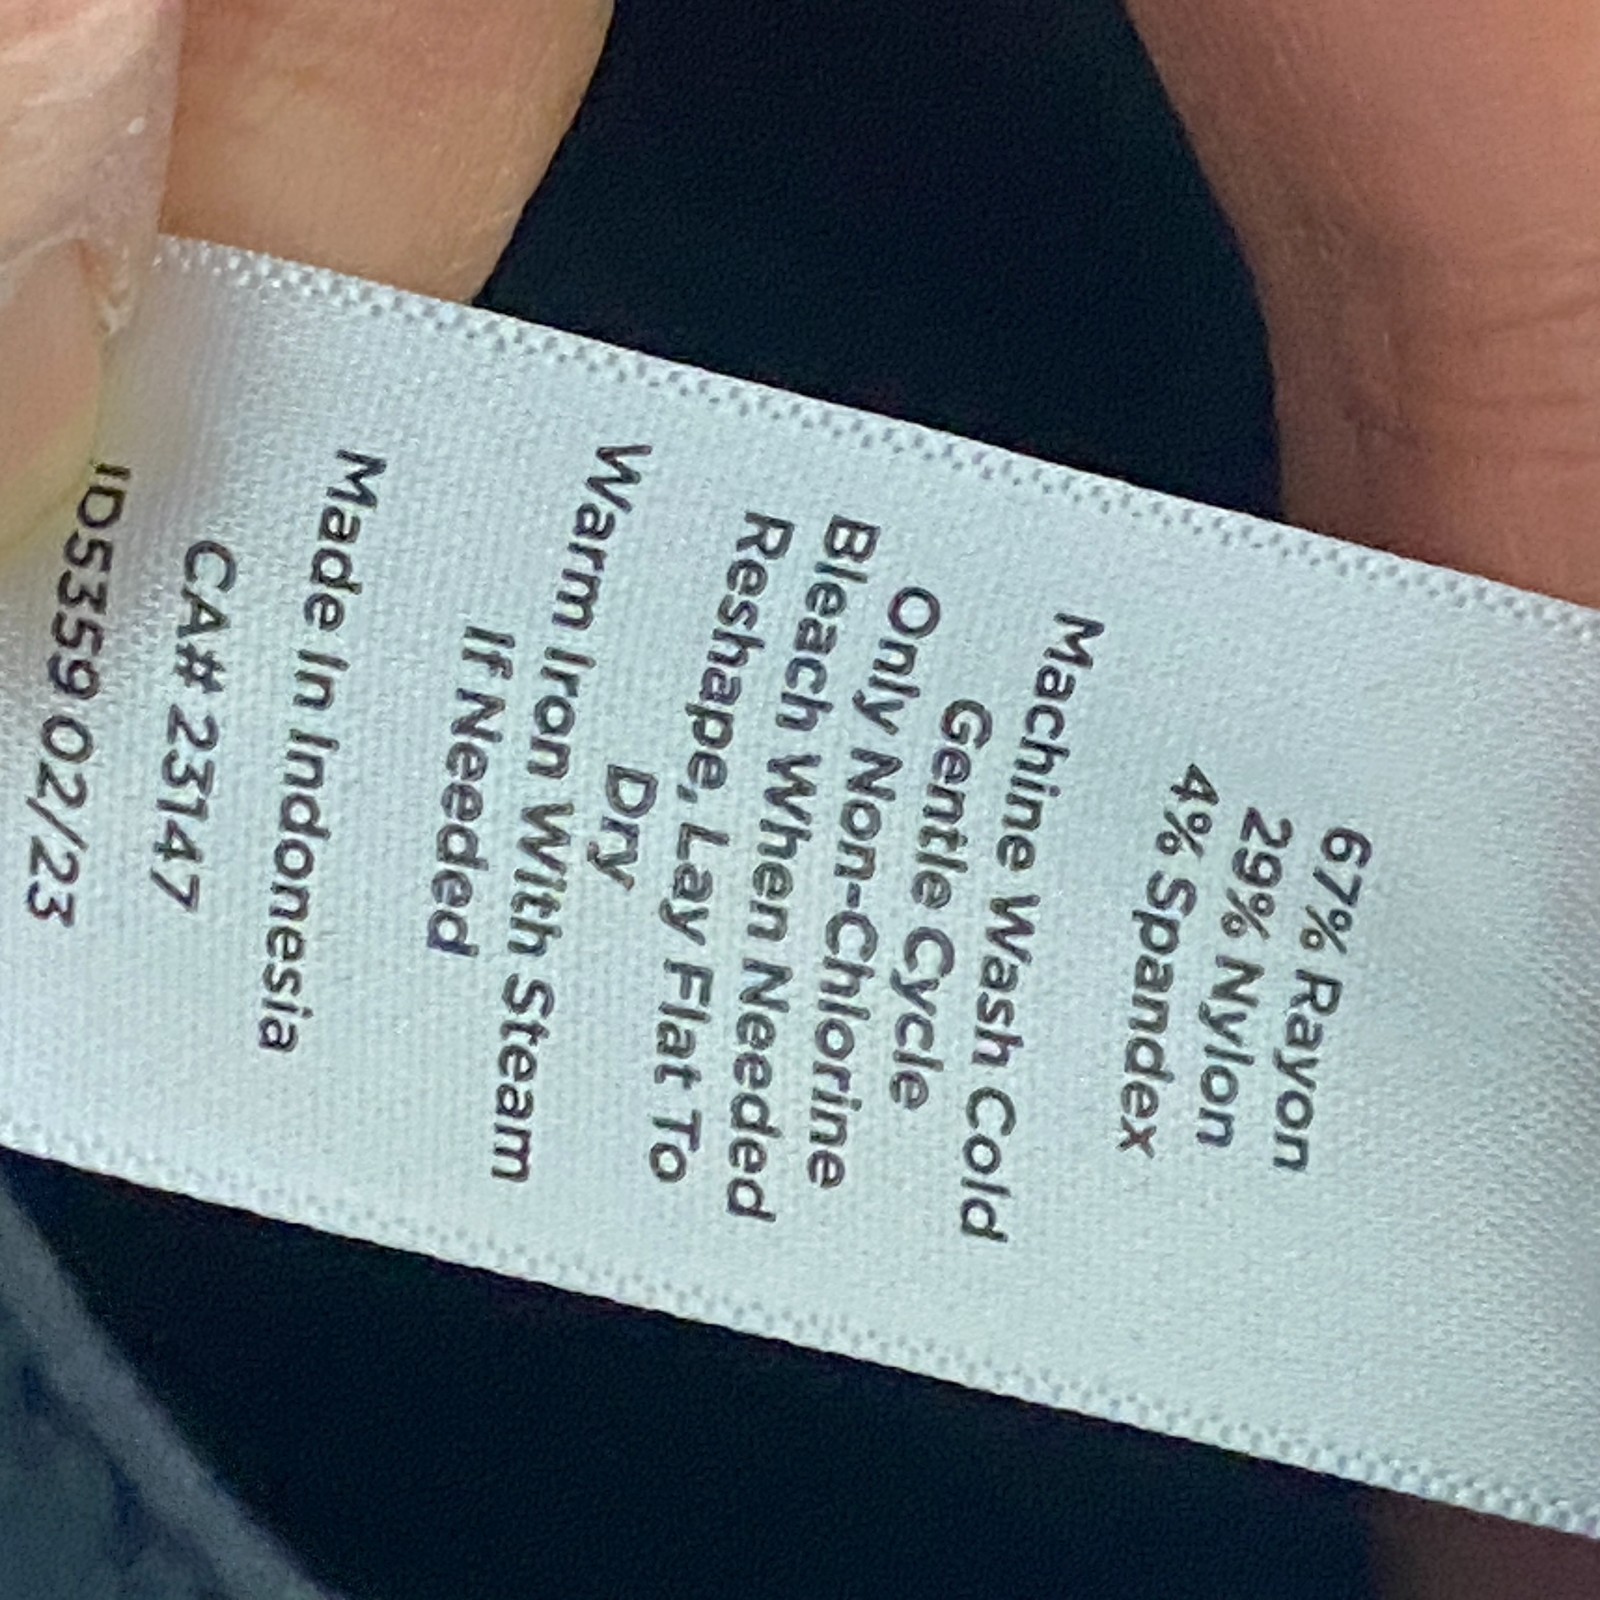 67% Rayon
29% Nylon
4% Spandex
Machine Wash Cold
Gentle Cycle
Only Non-Chlorine
Bleach When Needed
Reshape, Lay Flat To
Dry
Warm Iron WIth Steam
If Needed
Made In Indonesia
CA# 23147
ID5359 02/23